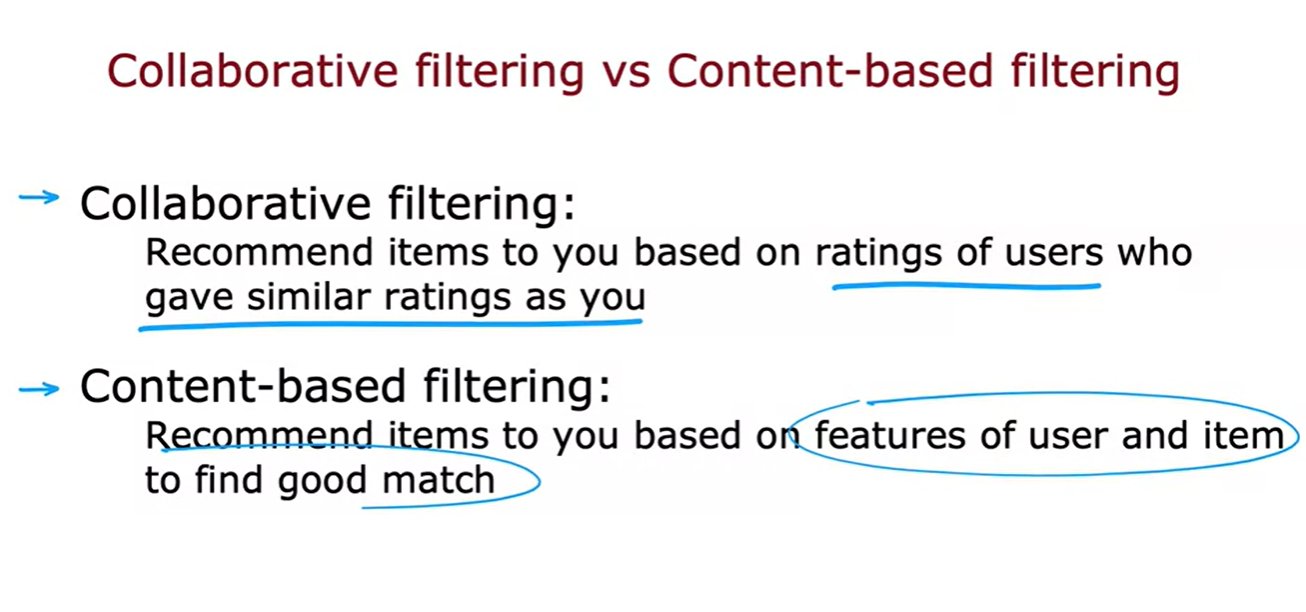 Collaborative filtering vs Content-based filtering
Collaborative filtering:
Recommend items to you based on ratings of users who
gave similar ratings as you
Content-based filtering:
Recommend items to you based on features of user and item
to find good match